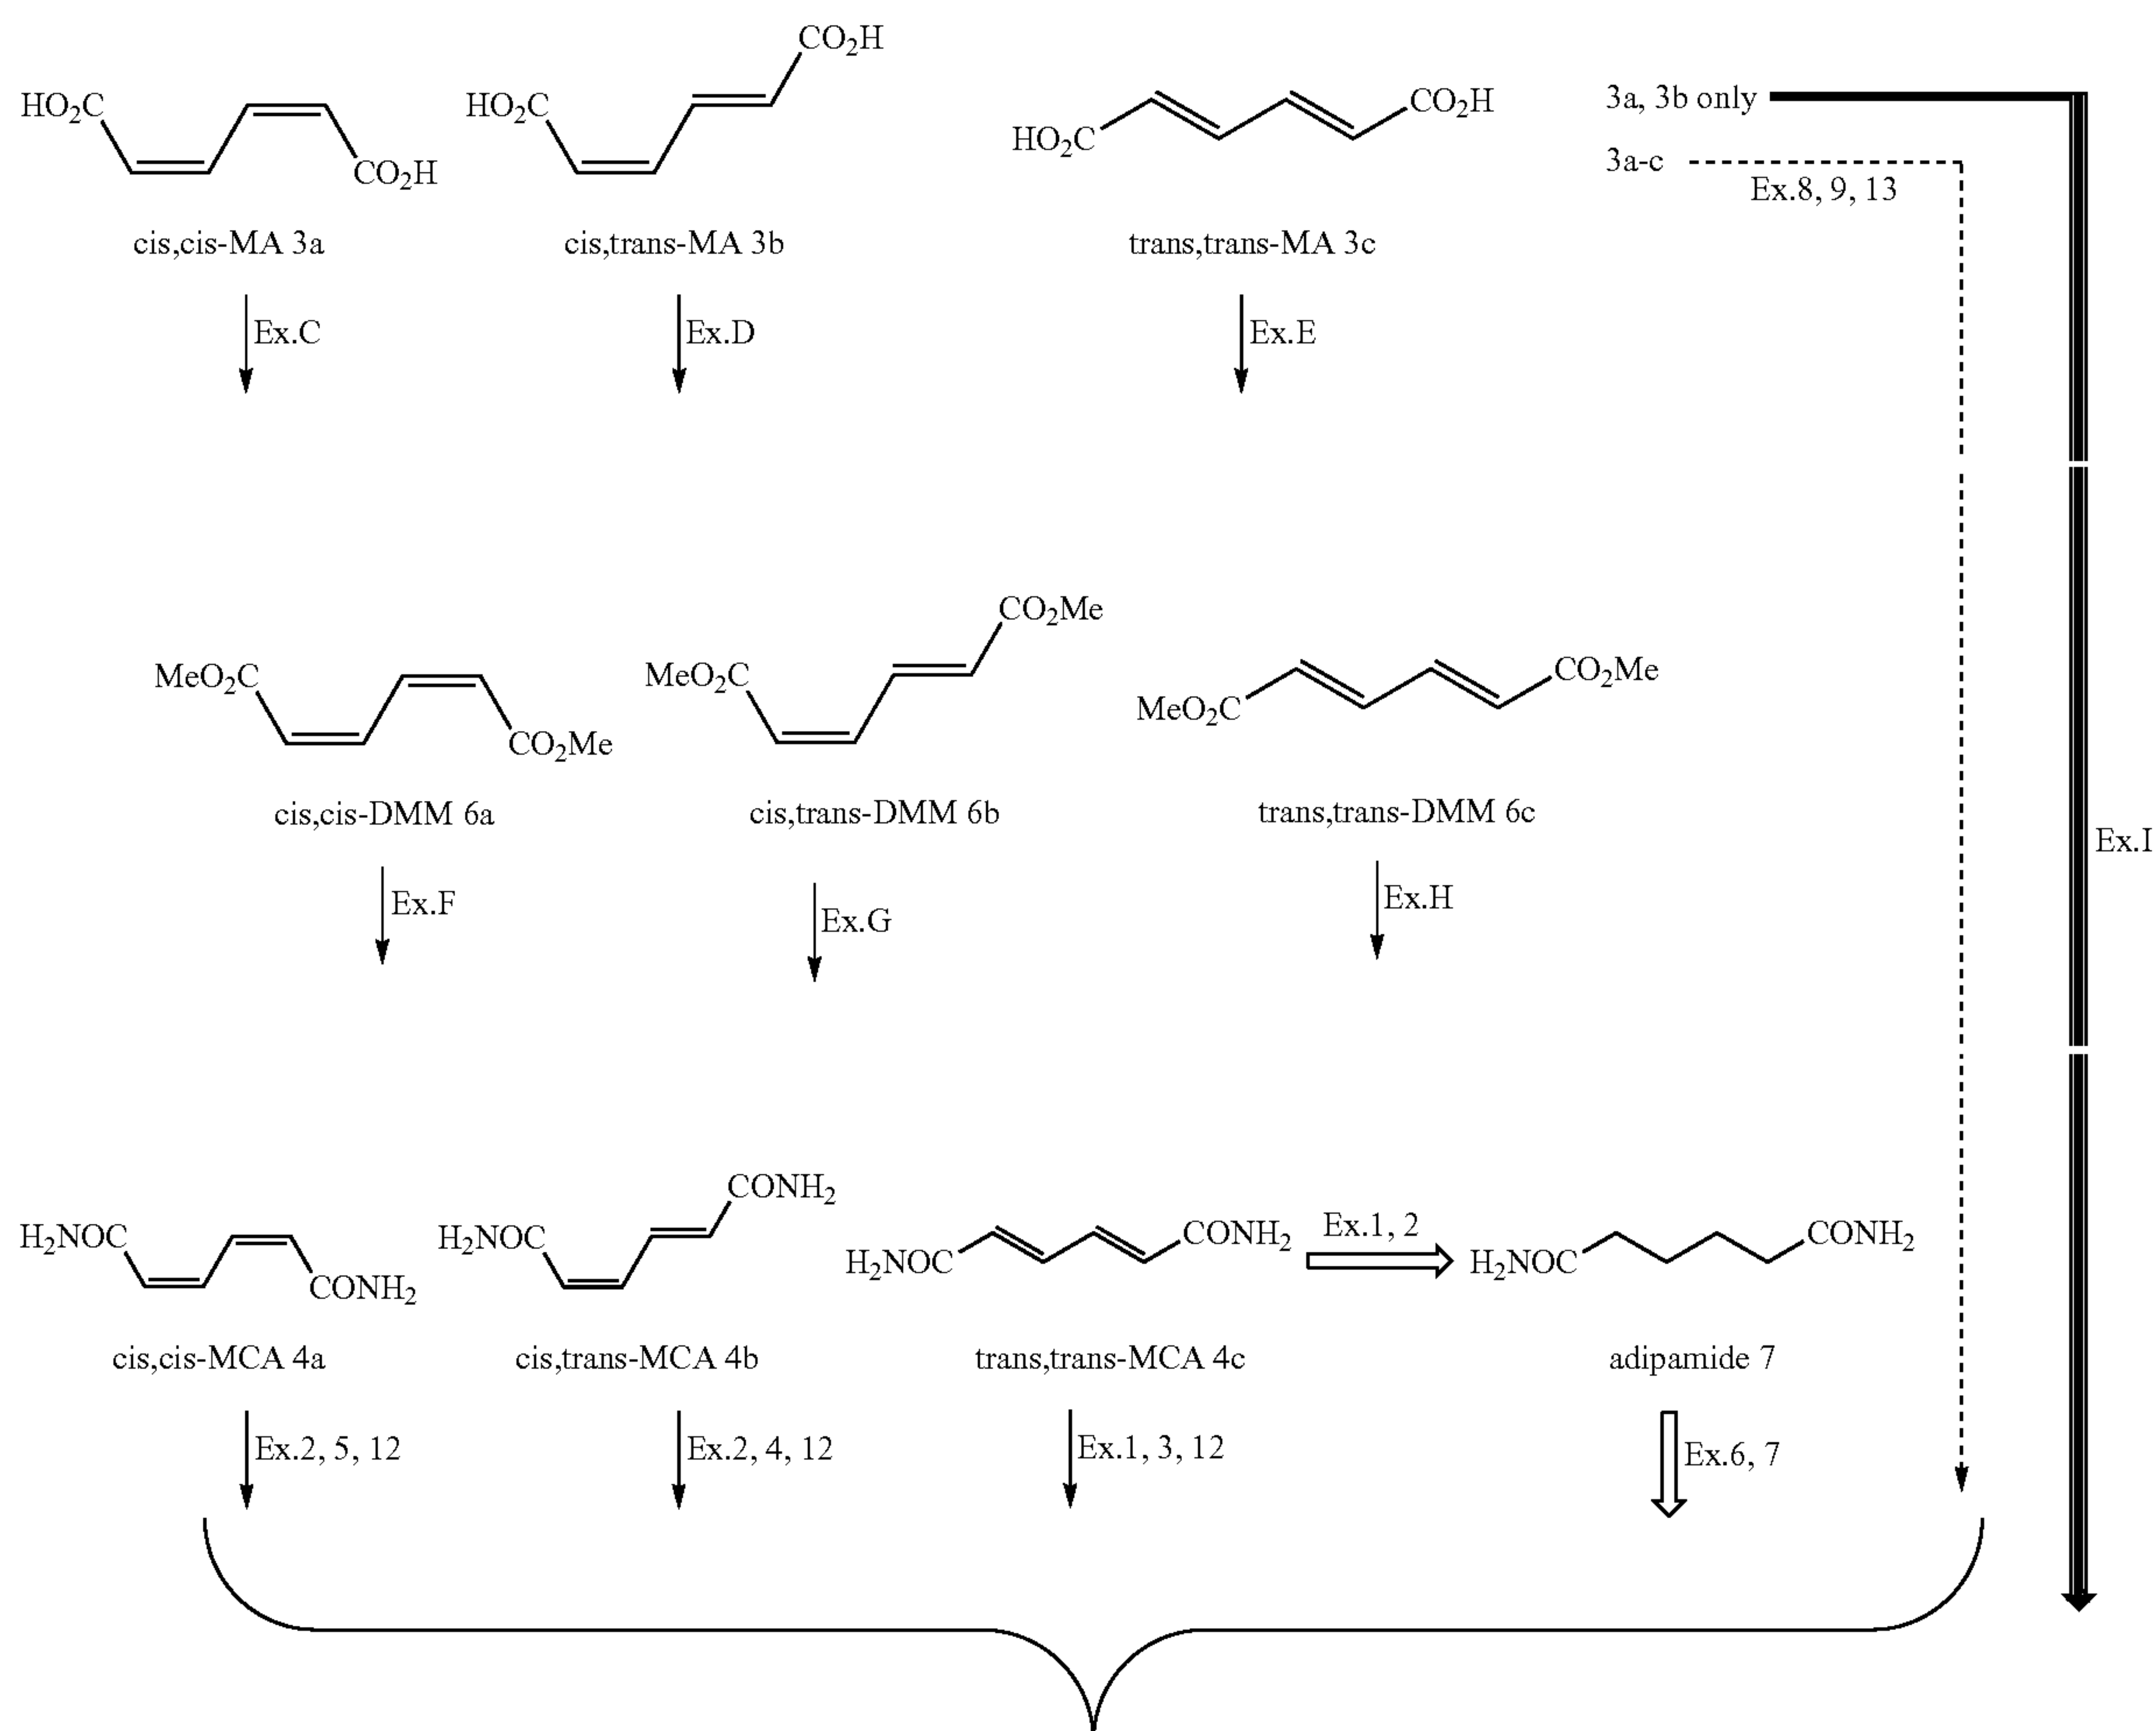 CO₂H
HO₂C
CO₂H
HO₂C
HO₂C
CO₂H
3a, 3b only
3a-c
Ex.8, 9, 13
cis,cis-MA 3a
cis,trans-MA 3b
trans,trans-MA 3c
Ex.C
Ex.D
Ex.E
CO₂Me
MeO₂C
CO₂Me
MeO₂C
MeO₂C
CO₂Me
cis,cis-DMM 6a
cis,trans-DMM 6b
trans,trans-DMM 6c
Ex.I
Ex.F
Ex.G
Ex.H
CONH₂
H₂NOC
CONH₂
H₂NOC
H₂NOC
CONH₂
Ex.1, 2
H₂NOC
CONH₂
cis,cis-MCA 4a
cis,trans-MCA 4b
trans,trans-MCA 4c
adipamide 7
Ex.2, 5, 12
Ex.2, 4, 12
Ex.1, 3, 12
Ex.6, 7